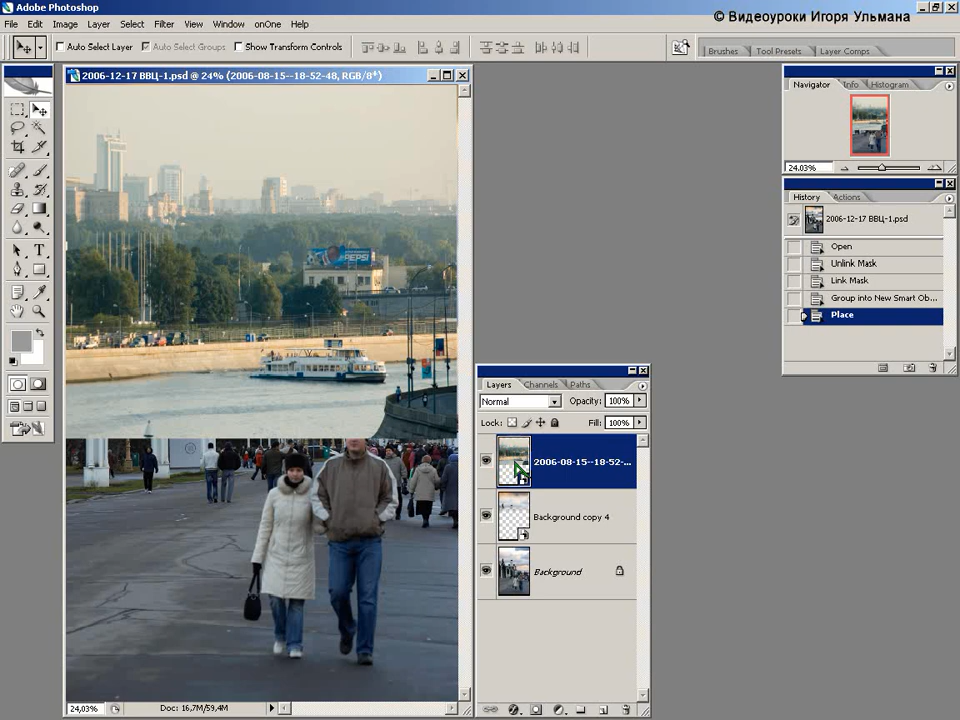 Adobe Photoshop
File Edit Image Layer Select Filter View Window onOne Help
© Видеоуроки Игоря Ульмана
Auto Select Layer Auto Select Groups Show Transform Controls
Brushes Tool Presets Layer Comps
2006-12-17 ВВЦ-1.psd @ 24% (2006-08-15--18-52-48, RGB/8*)
Navigator Info Histogram
24.03%
History Actions
2006-12-17 ВВЦ-1.psd
Open
Unlink Mask
Link Mask
Group into New Smart Ob...
Place
PEPSI
Layers Channels Paths
Normal Opacity: 100%
Lock: Fill: 100%
2006-08-15--18-52-...
Background copy 4
Background
24,03% Doc: 16,7M/59,4M